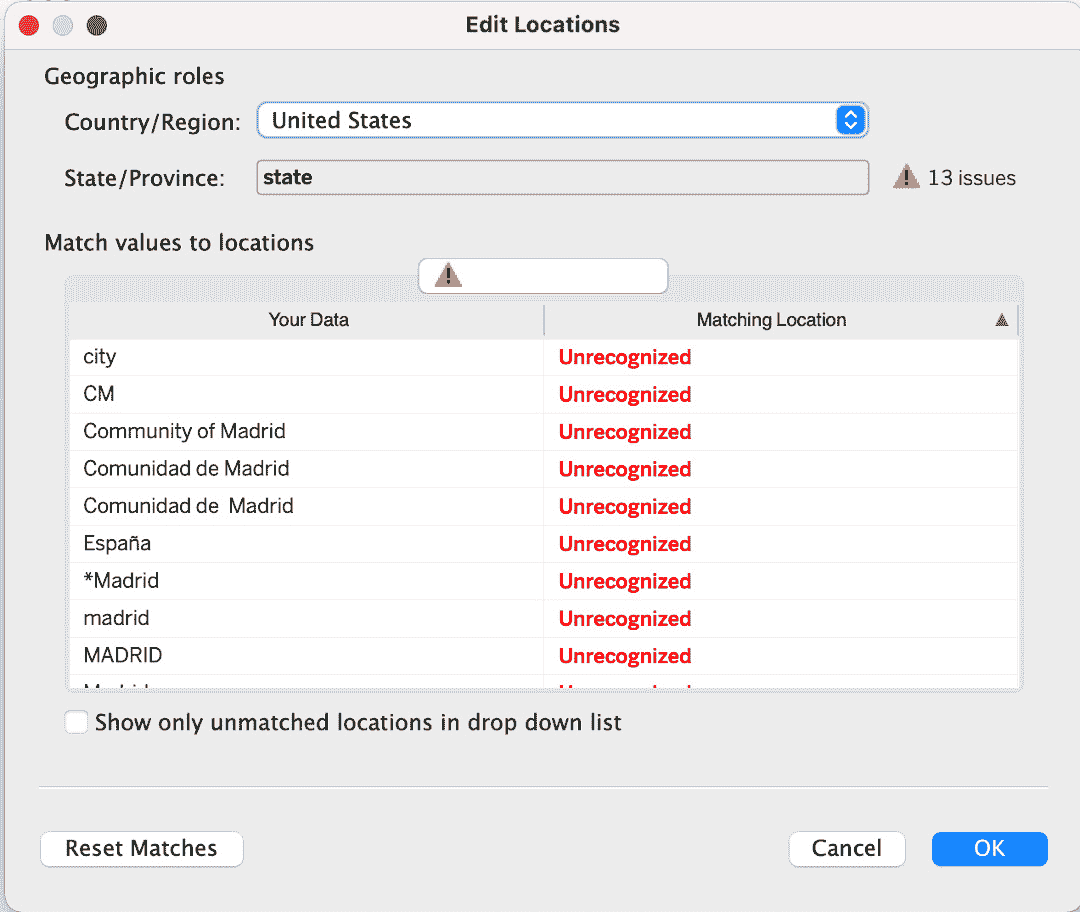 Edit Locations
Geographic roles
Country/Region: United States
State/Province: state 13 issues
Match values to locations
Your Data Matching Location
city Unrecognized
CM Unrecognized
Community of Madrid Unrecognized
Comunidad de Madrid Unrecognized
Comunidad de  Madrid Unrecognized
España Unrecognized
*Madrid Unrecognized
madrid Unrecognized
MADRID Unrecognized
Show only unmatched locations in drop down list
Reset Matches Cancel OK